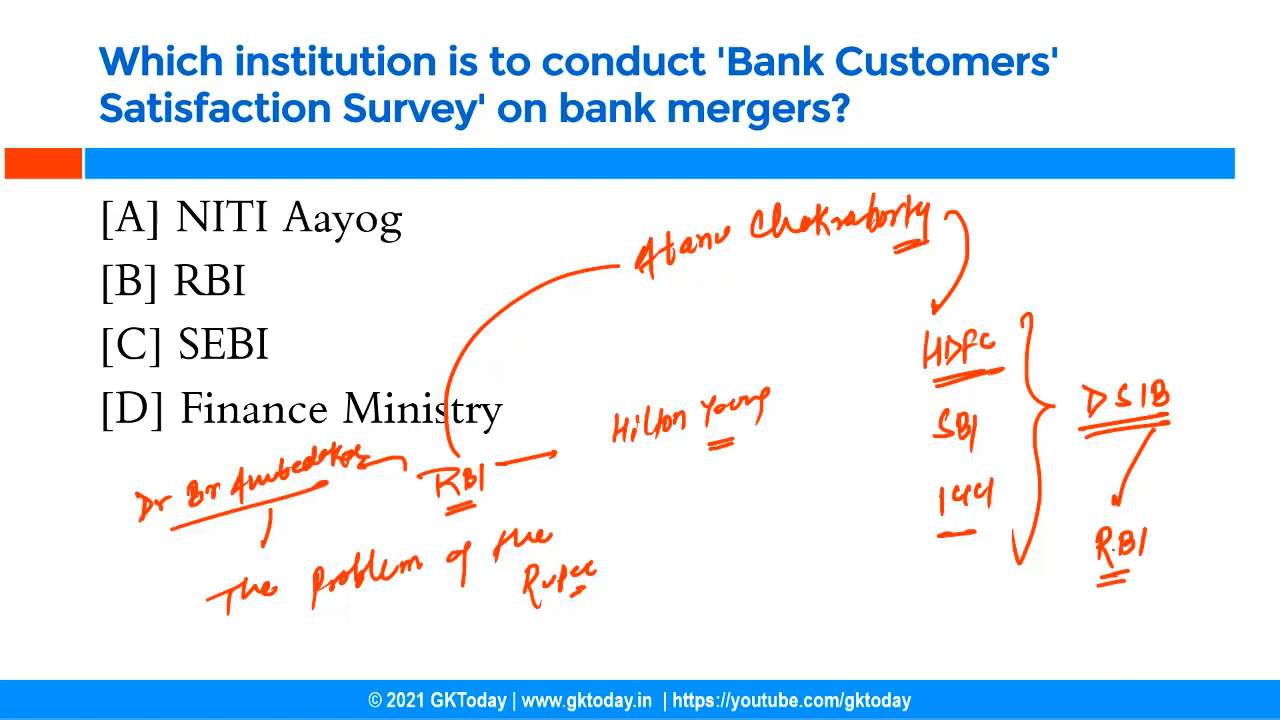 Which institution is to conduct 'Bank Customers'
Satisfaction Survey' on bank mergers?
[A] NITI Aayog
[B] RBI
[C] SEBI
[D] Finance Ministry
Atanu Chakraborty
HDFC
SBI
DSIB
RBI
Hilton Young
RBI
Dr Br Ambedekar
The Problem of the
Rupee
© 2021 GKToday | www.gktoday.in | https://youtube.com/gktoday